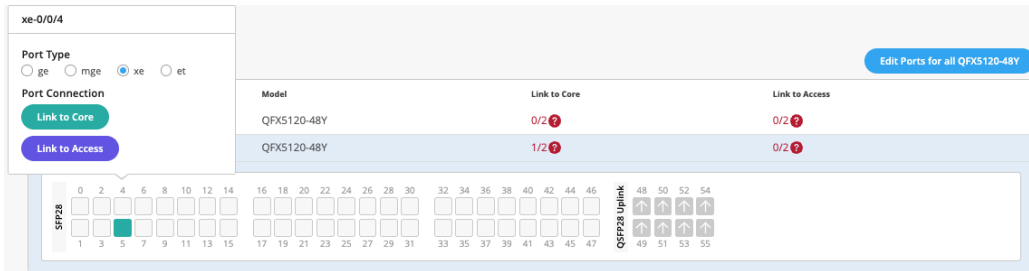 xe-0/0/4
Port Type
ge mge xe et
Port Connection
Link to Core
Link to Access
Edit Ports for all QFX5120-48Y
Model Link to Core Link to Access
QFX5120-48Y 0/2 ? 0/2 ?
QFX5120-48Y 1/2 ? 0/2 ?
SFP28
0 2 4 6 8 10 12 14 16 18 20 22 24 26 28 30 32 34 36 38 40 42 44 46
1 3 5 7 9 11 13 15 17 19 21 23 25 27 29 31 33 35 37 39 41 43 45 47
QSFP28 Uplink
48 50 52 54
49 51 53 55